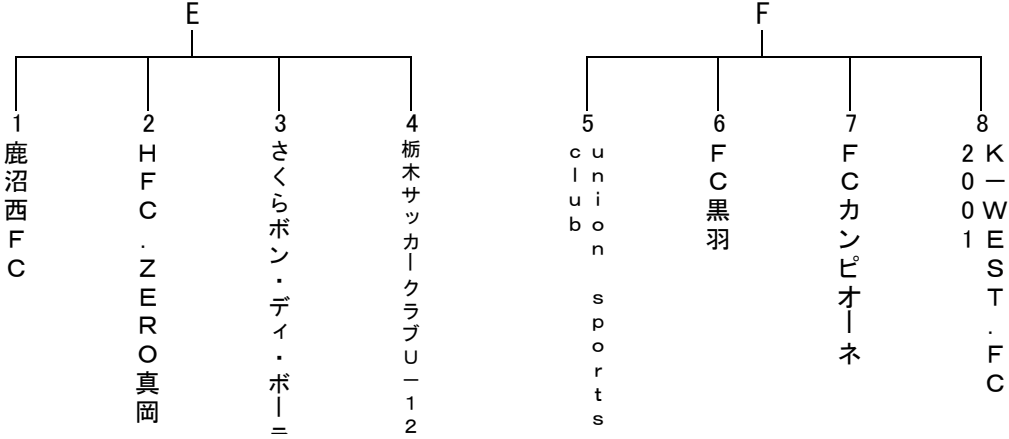 E
F
1
鹿沼西FC
2
HFC.ZERO真岡
3
さくらボン・ディ・ボー
4
栃木サッカークラブU-12
5
union sports
club
6
FC黒羽
7
FCカンピオーネ
8
K-WEST.FC
2001